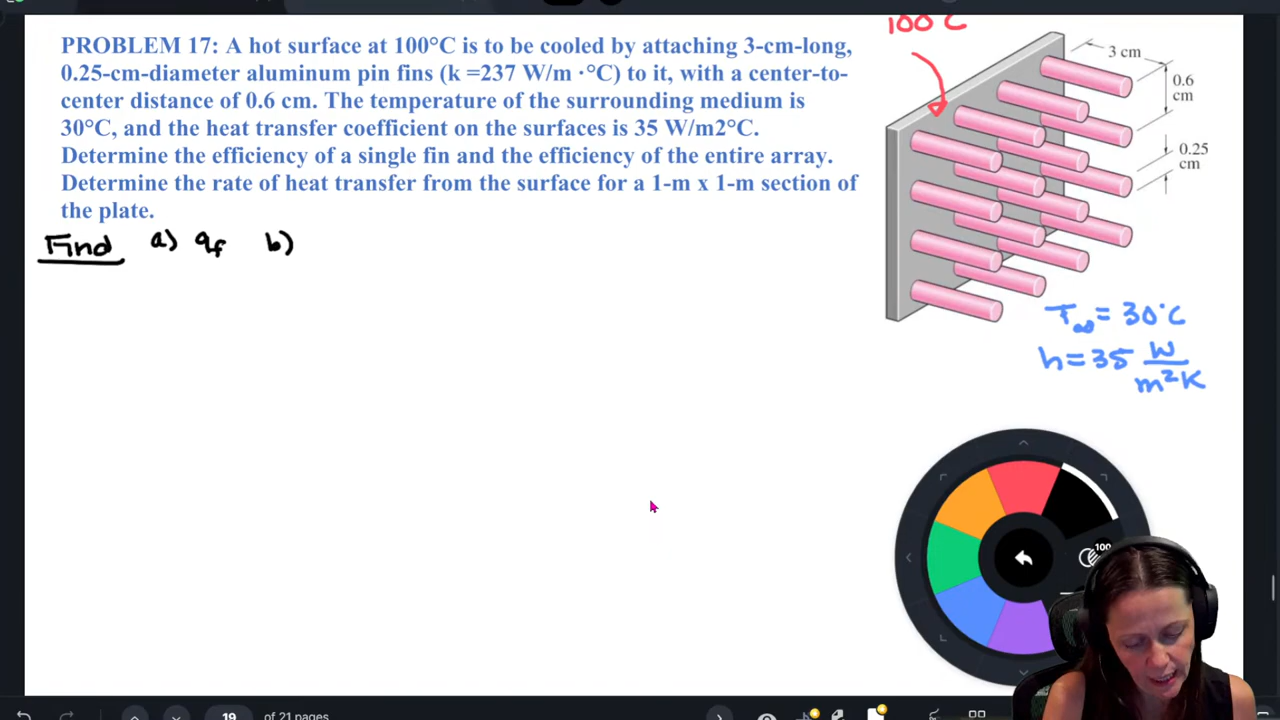 PROBLEM 17: A hot surface at 100°C is to be cooled by attaching 3-cm-long,
0.25-cm-diameter aluminum pin fins (k =237 W/m ·°C) to it, with a center-to-
center distance of 0.6 cm. The temperature of the surrounding medium is
30°C, and the heat transfer coefficient on the surfaces is 35 W/m2°C.
Determine the efficiency of a single fin and the efficiency of the entire array.
Determine the rate of heat transfer from the surface for a 1-m x 1-m section of
the plate.
Find a) qf b)
100°C
3 cm
0.6
cm
0.25
cm
T∞ = 30°C
h = 35 W/m²K
100
19 of 21 pages